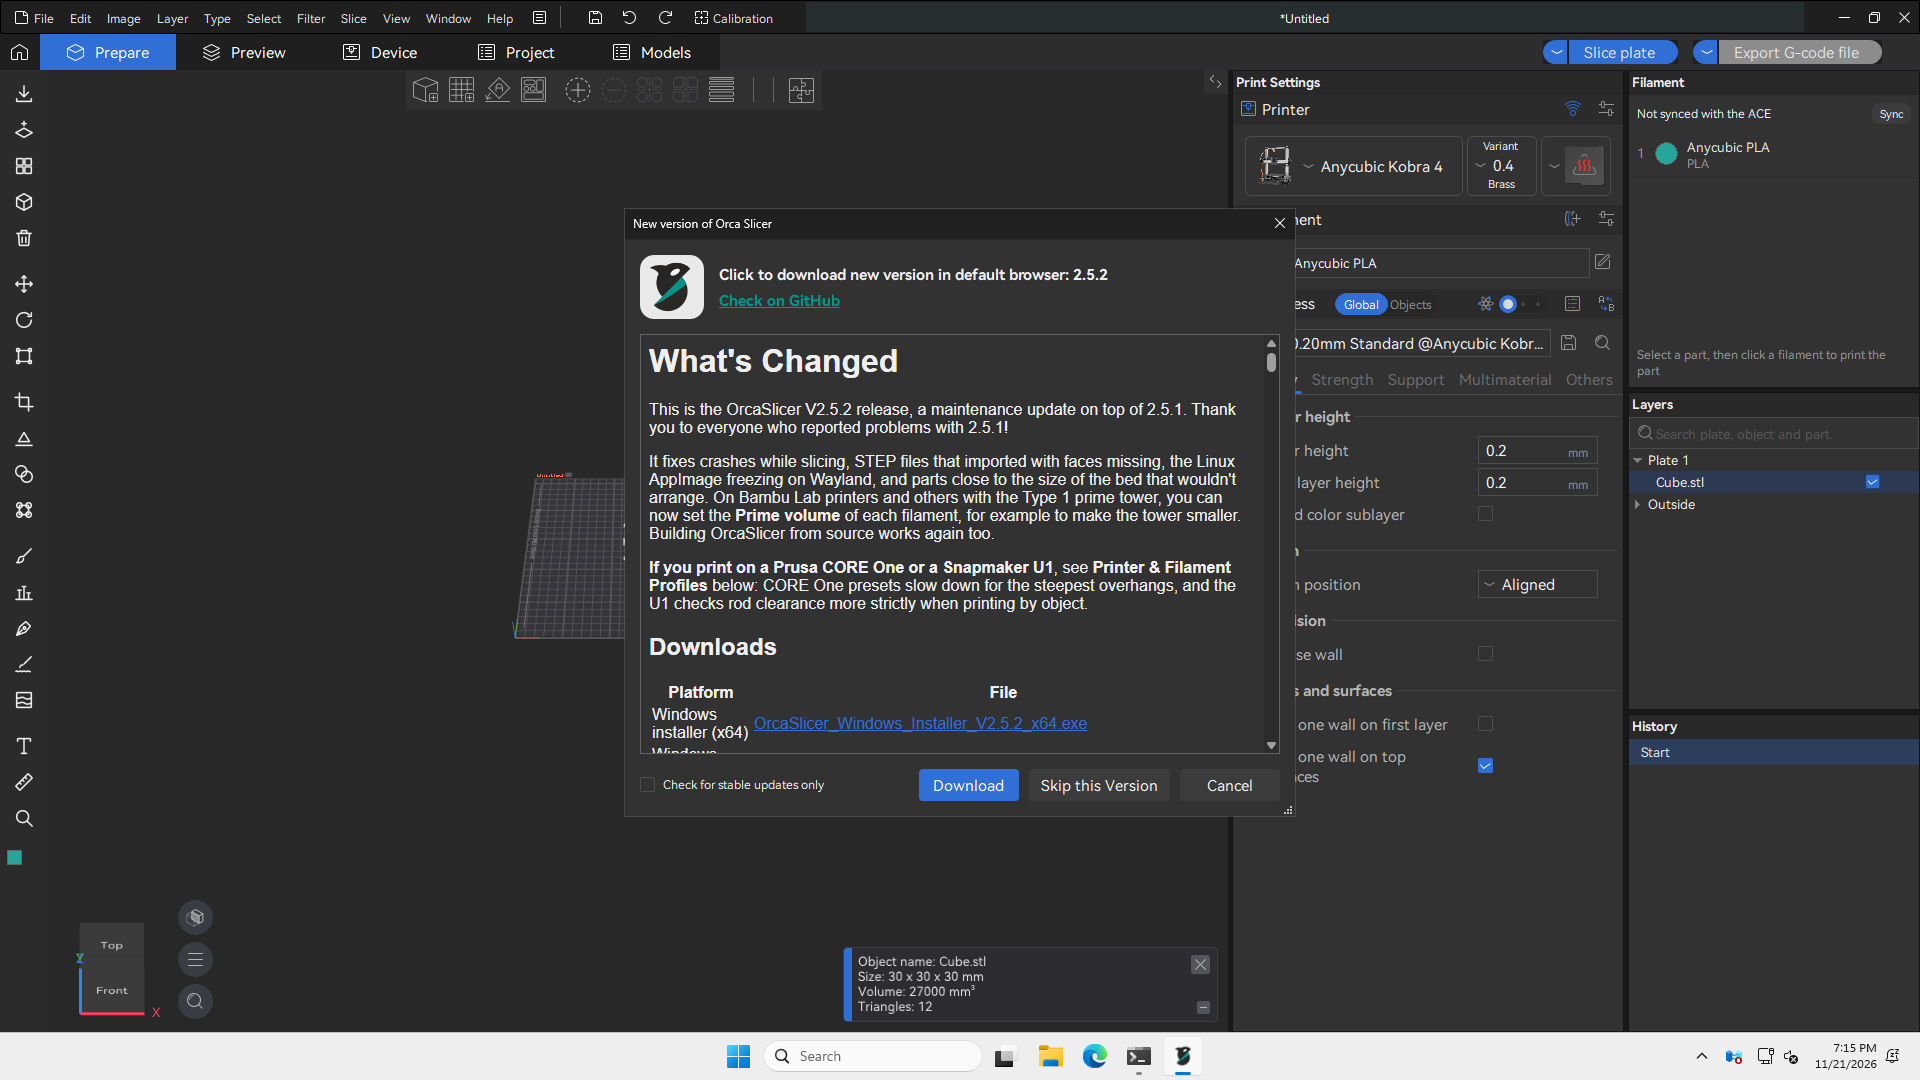 File Edit Image Layer Type Select Filter Slice View Window Help Calibration *Untitled
Prepare Preview Device Project Models Slice plate Export G-code file
Print Settings
Printer
Anycubic Kobra 4
Variant
0.4
Brass
nent
Anycubic PLA
ess Global Objects
0.20mm Standard @Anycubic Kobr...
Strength Support Multimaterial Others
r height
r height 0.2 mm
layer height 0.2 mm
d color sublayer
n
n position Aligned
ision
se wall
s and surfaces
one wall on first layer
one wall on top
ces
Filament
Not synced with the ACE Sync
1 Anycubic PLA
PLA
Select a part, then click a filament to print the
part
Layers
Search plate, object and part.
Plate 1
Cube.stl
Outside
History
Start
New version of Orca Slicer
Click to download new version in default browser: 2.5.2
Check on GitHub
What's Changed
This is the OrcaSlicer V2.5.2 release, a maintenance update on top of 2.5.1. Thank
you to everyone who reported problems with 2.5.1!
It fixes crashes while slicing, STEP files that imported with faces missing, the Linux
AppImage freezing on Wayland, and parts close to the size of the bed that wouldn't
arrange. On Bambu Lab printers and others with the Type 1 prime tower, you can
now set the Prime volume of each filament, for example to make the tower smaller.
Building OrcaSlicer from source works again too.
If you print on a Prusa CORE One or a Snapmaker U1, see Printer & Filament
Profiles below: CORE One presets slow down for the steepest overhangs, and the
U1 checks rod clearance more strictly when printing by object.
Downloads
Platform File
Windows
installer (x64) OrcaSlicer_Windows_Installer_V2.5.2_x64.exe
Windows
Check for stable updates only Download Skip this Version Cancel
Untitled
Top
Front
Y
X
Object name: Cube.stl
Size: 30 x 30 x 30 mm
Volume: 27000 mm³
Triangles: 12
Search
7:15 PM
11/21/2026